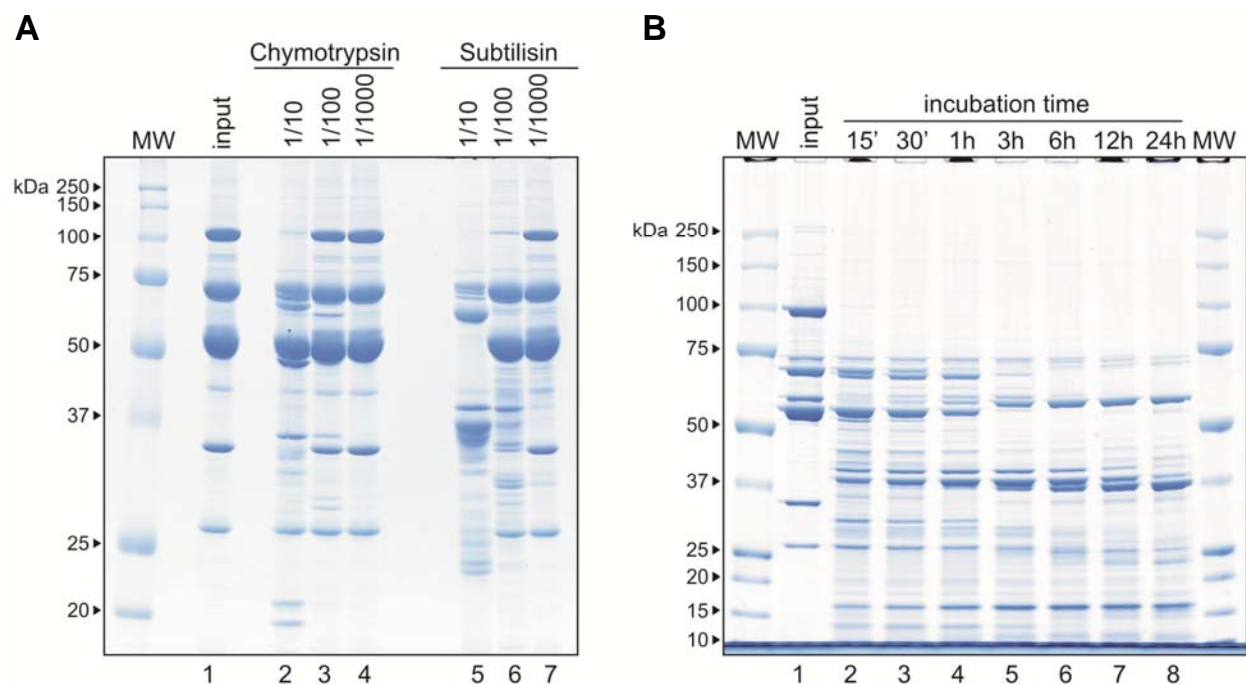 A
Chymotrypsin
Subtilisin
MW
input
1/10
1/100
1/1000
1/10
1/100
1/1000
kDa 250
150
100
75
50
37
25
20
1 2 3 4 5 6 7
B
incubation time
MW input 15' 30' 1h 3h 6h 12h 24h MW
kDa 250
150
100
75
50
37
25
20
15
10
1 2 3 4 5 6 7 8